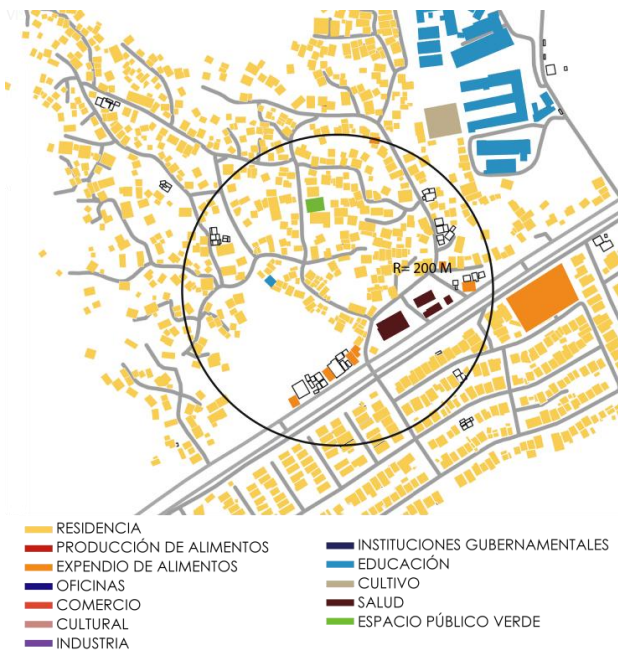 R= 200 M
RESIDENCIA
PRODUCCIÓN DE ALIMENTOS
EXPENDIO DE ALIMENTOS
OFICINAS
COMERCIO
CULTURAL
INDUSTRIA
INSTITUCIONES GUBERNAMENTALES
EDUCACIÓN
CULTIVO
SALUD
ESPACIO PÚBLICO VERDE